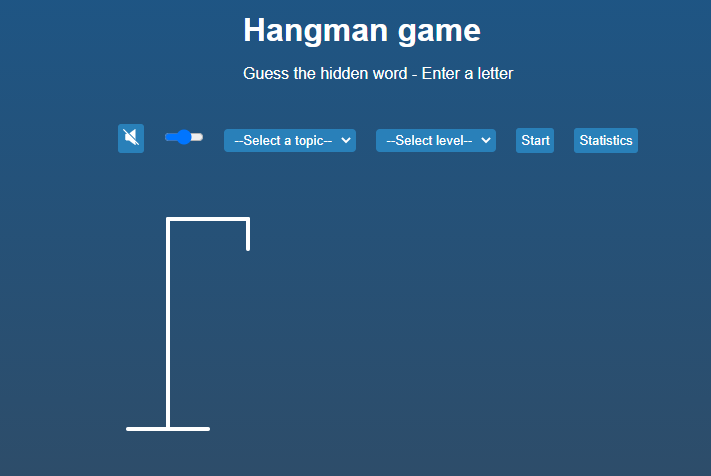 Hangman game
Guess the hidden word - Enter a letter
--Select a topic-- --Select level-- Start Statistics